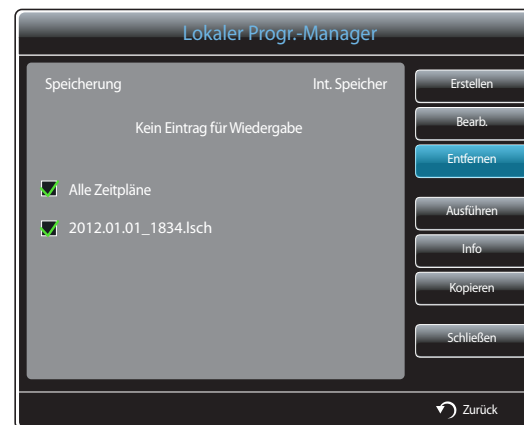 Lokaler Progr.-Manager
Speicherung Int. Speicher
Kein Eintrag für Wiedergabe
Alle Zeitpläne
2012.01.01_1834.lsch
Erstellen
Bearb.
Entfernen
Ausführen
Info
Kopieren
Schließen
Zurück